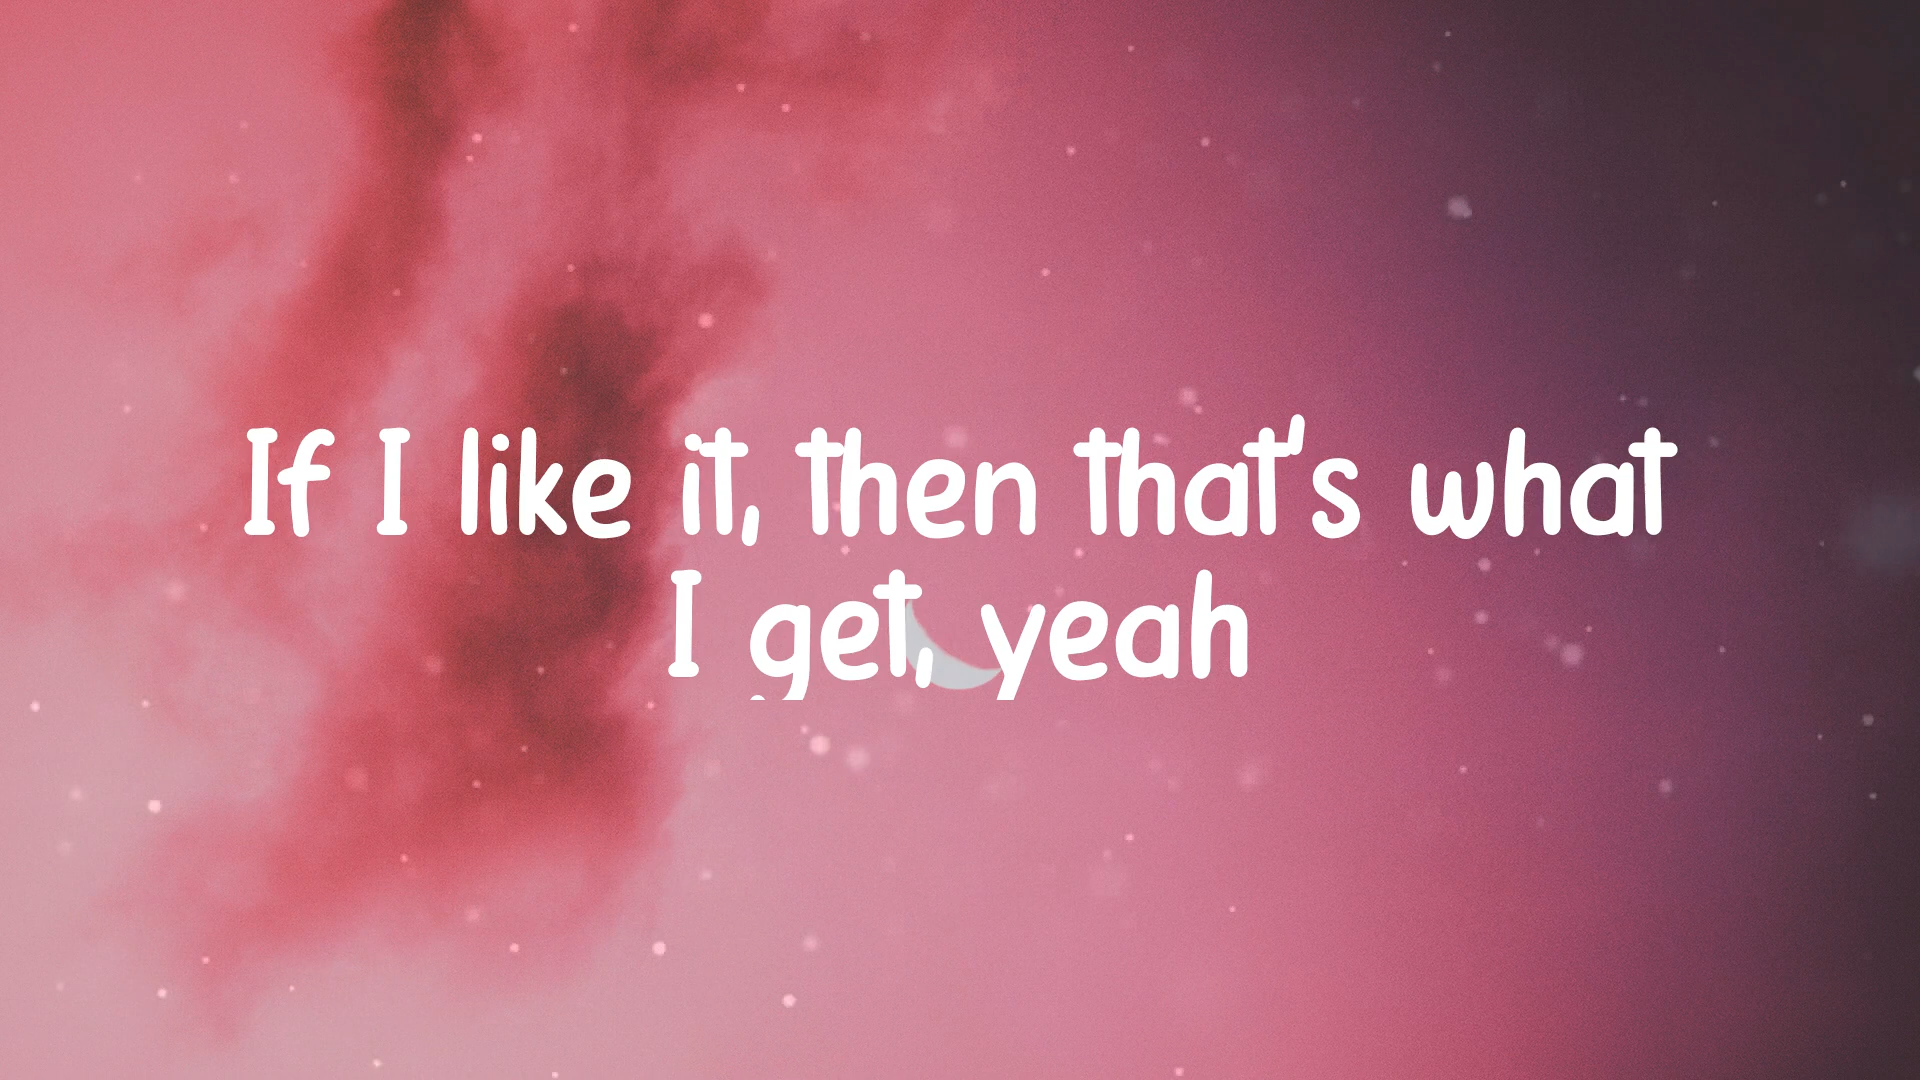 If I like it, then that's what
I get, yeah